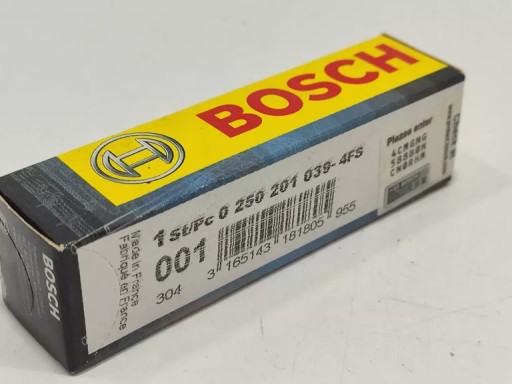 BOSCH
1 St/Pc 0 250 201 039- 4FS
001
304
3 165143 181805 955
Made in France
Fabriqué en France
BOSCH
Please enter